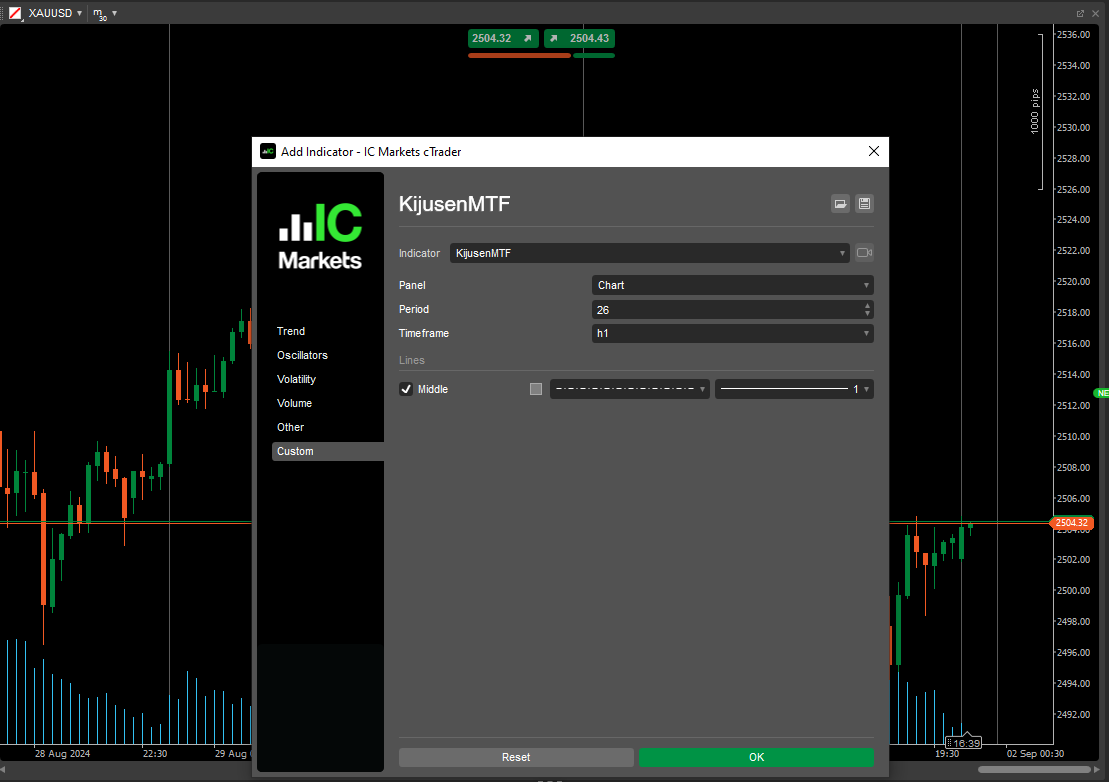 XAUUSD
m
30
2504.32
2504.43
2536.00
2534.00
2532.00
2530.00
2528.00
2526.00
2524.00
2522.00
2520.00
2518.00
2516.00
2514.00
2512.00
2510.00
2508.00
2506.00
2504.32
2502.00
2500.00
2498.00
2496.00
2494.00
2492.00
1000 pips
NE
Add Indicator - IC Markets cTrader
IC
Markets
Trend
Oscillators
Volatility
Volume
Other
Custom
KijusenMTF
Indicator KijusenMTF
Panel Chart
Period 26
Timeframe h1
Lines
Middle 1
Reset OK
28 Aug 2024 22:30 29 Aug 19:30 16:39 02 Sep 00:30